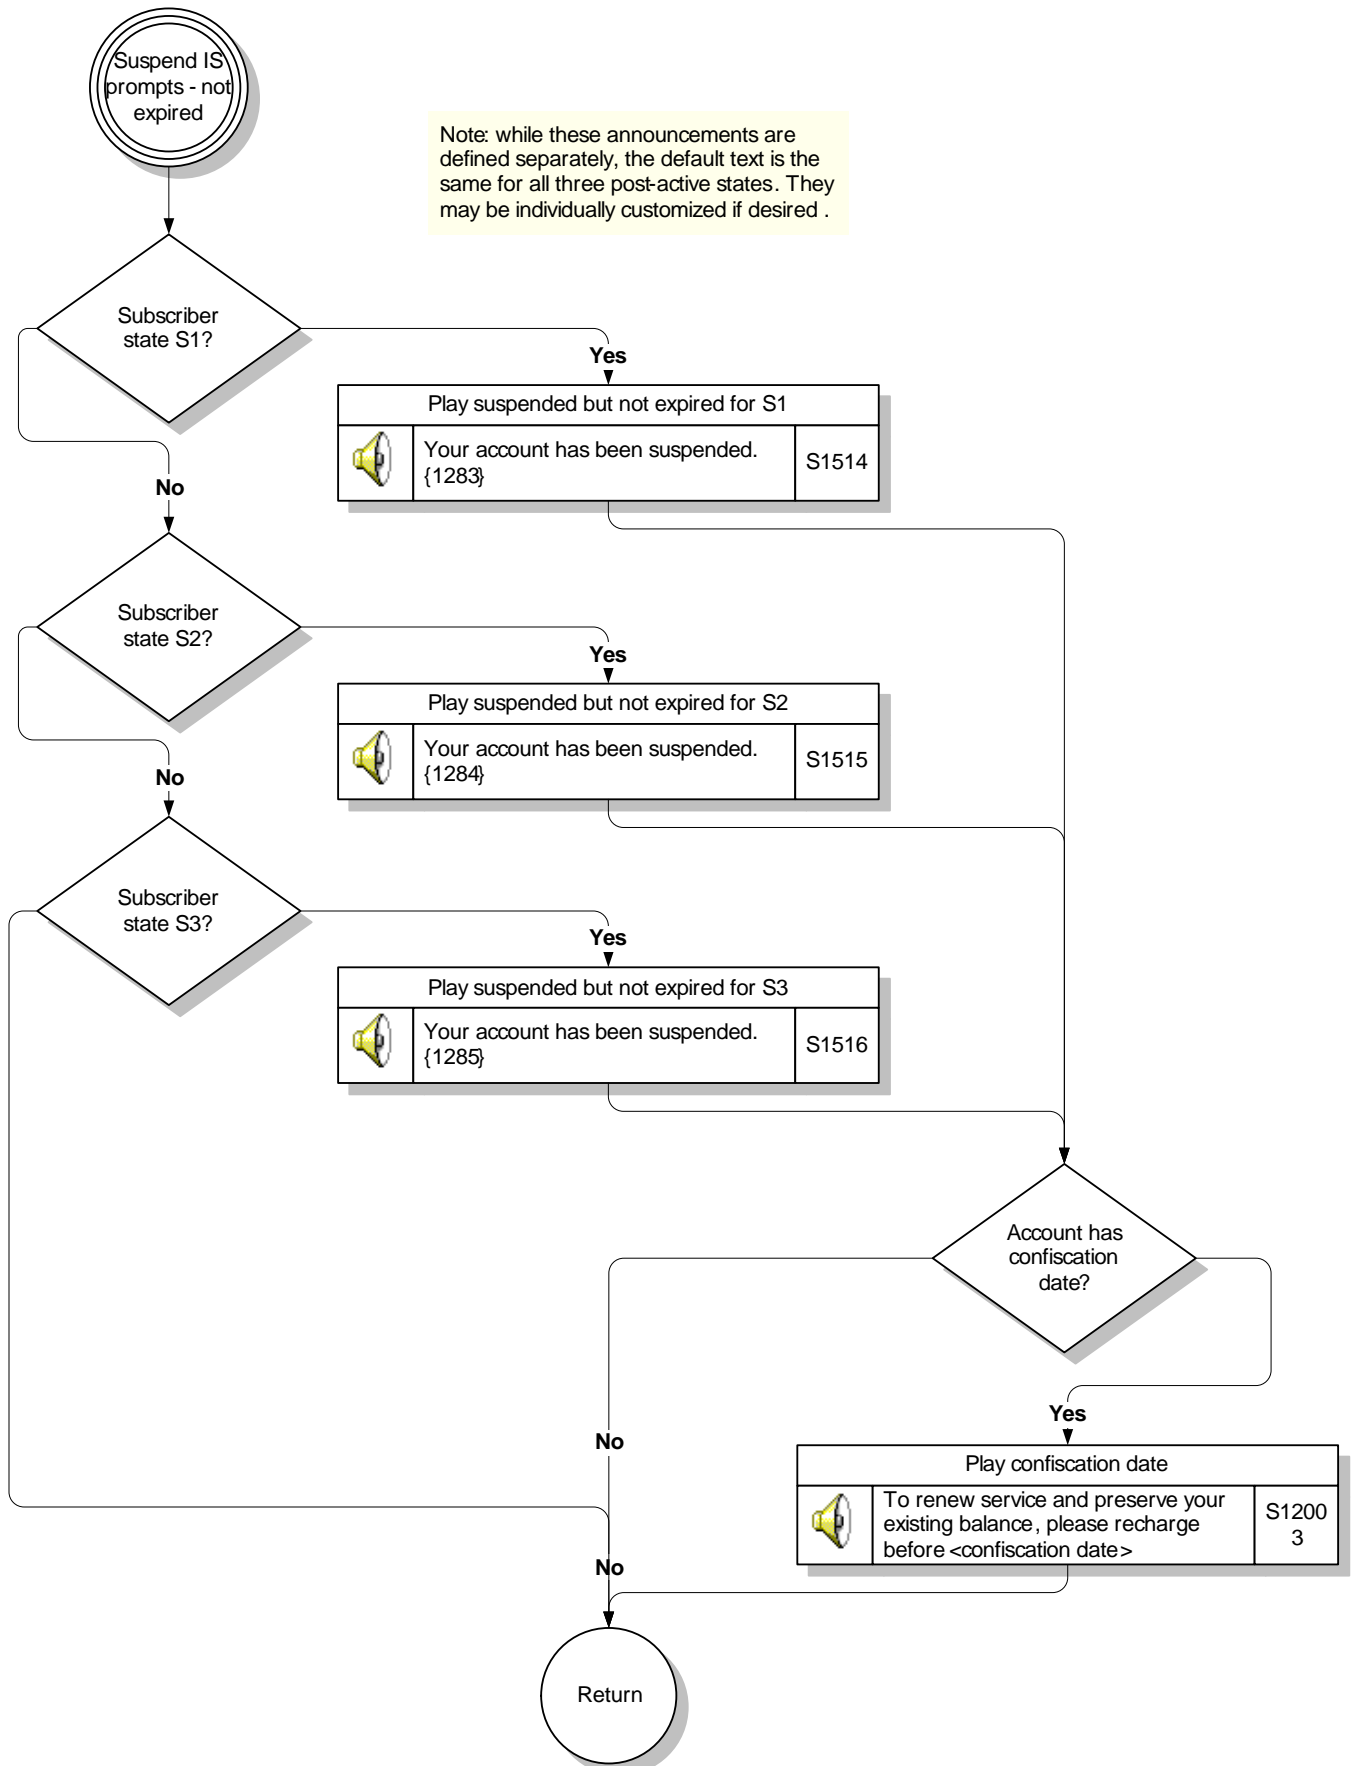 Suspend IS
prompts - not
expired
Note: while these announcements are
defined separately, the default text is the
same for all three post-active states. They
may be individually customized if desired .
Subscriber
state S1?
Yes
Play suspended but not expired for S1
Your account has been suspended.
{1283}
S1514
No
Subscriber
state S2?
Yes
Play suspended but not expired for S2
Your account has been suspended.
{1284}
S1515
No
Subscriber
state S3?
Yes
Play suspended but not expired for S3
Your account has been suspended.
{1285}
S1516
Account has
confiscation
date?
Yes
No
Play confiscation date
To renew service and preserve your
existing balance, please recharge
before <confiscation date>
S1200
3
No
Return